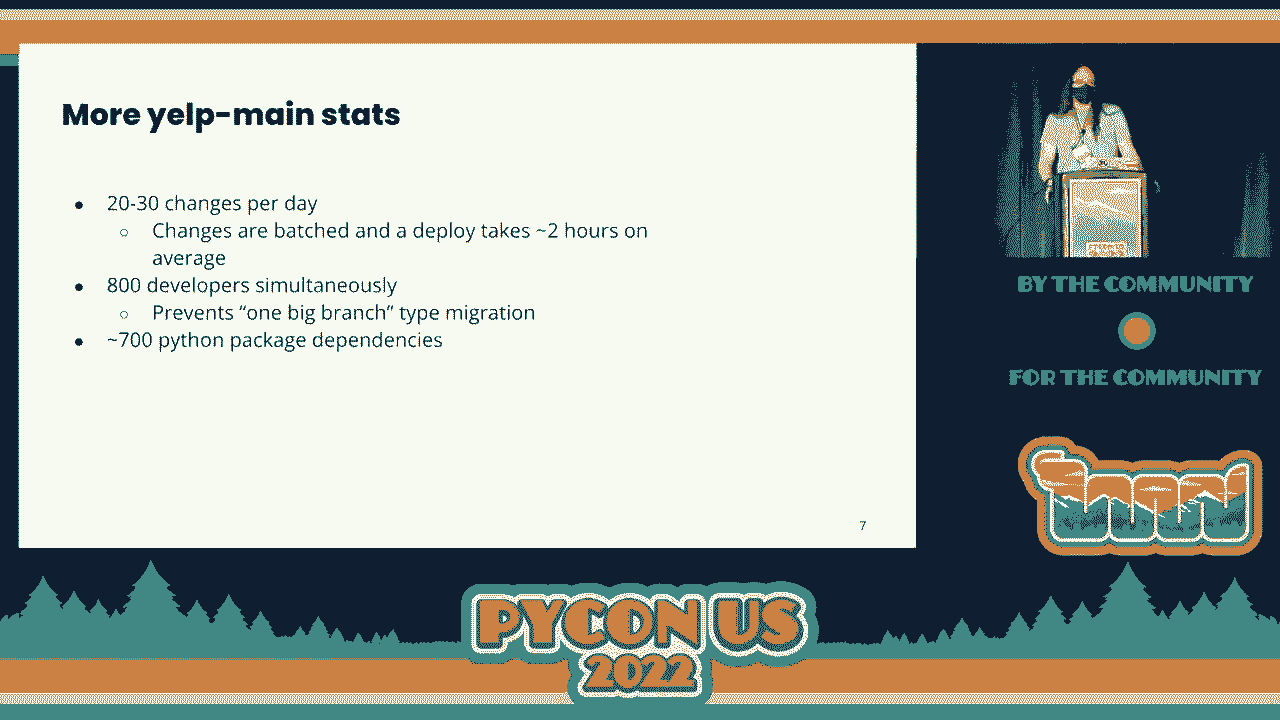 More yelp-main stats
● 20-30 changes per day
○ Changes are batched and a deploy takes ~2 hours on
average
● 800 developers simultaneously
○ Prevents “one big branch” type migration
● ~700 python package dependencies
7
BY THE COMMUNITY
FOR THE COMMUNITY
PYCON US
2022